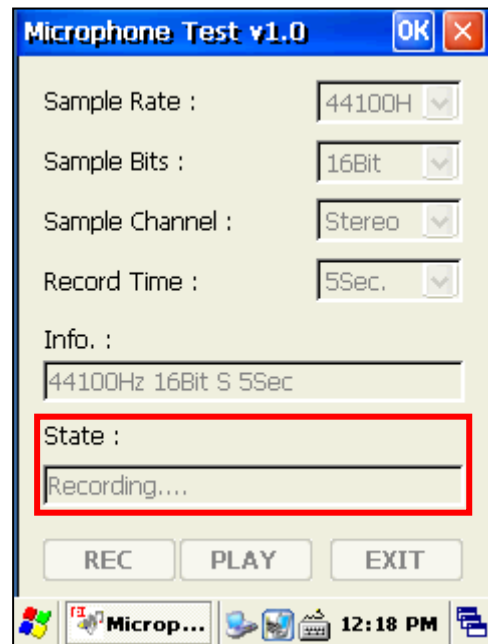 Microphone Test v1.0 OK
Sample Rate : 44100H
Sample Bits : 16Bit
Sample Channel : Stereo
Record Time : 5Sec.
Info. :
44100Hz 16Bit S 5Sec
State :
Recording....
REC PLAY EXIT
Microp... 12:18 PM